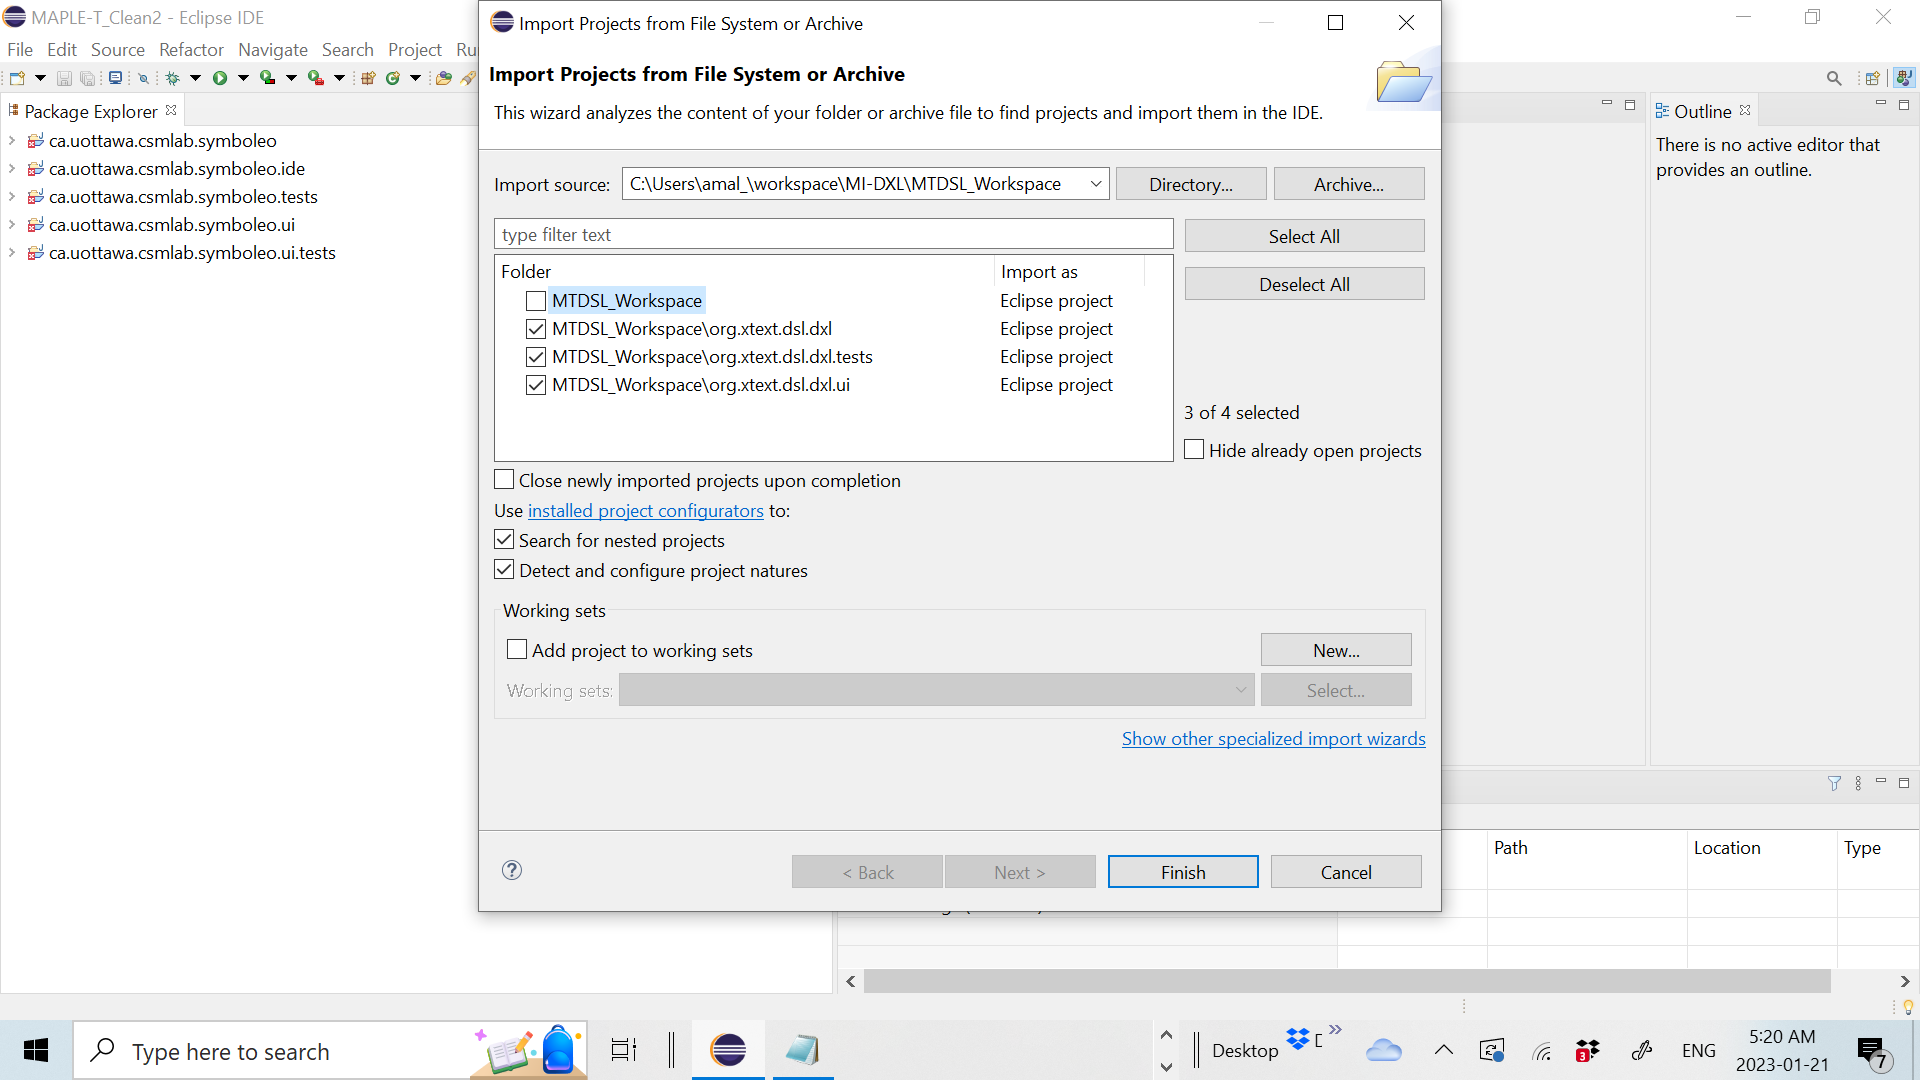 MAPLE-T_Clean2 - Eclipse IDE
File Edit Source Refactor Navigate Search Project
Package Explorer
ca.uottawa.csmlab.symboleo
ca.uottawa.csmlab.symboleo.ide
ca.uottawa.csmlab.symboleo.tests
ca.uottawa.csmlab.symboleo.ui
ca.uottawa.csmlab.symboleo.ui.tests
Import Projects from File System or Archive
Import Projects from File System or Archive
This wizard analyzes the content of your folder or archive file to find projects and import them in the IDE.
Import source: C:\Users\amal_\workspace\MI-DXL\MTDSL_Workspace Directory... Archive...
type filter text
Select All
Deselect All
Folder Import as
MTDSL_Workspace Eclipse project
MTDSL_Workspace\org.xtext.dsl.dxl Eclipse project
MTDSL_Workspace\org.xtext.dsl.dxl.tests Eclipse project
MTDSL_Workspace\org.xtext.dsl.dxl.ui Eclipse project
3 of 4 selected
Hide already open projects
Close newly imported projects upon completion
Use installed project configurators to:
Search for nested projects
Detect and configure project natures
Working sets
Add project to working sets New...
Working sets: Select...
Show other specialized import wizards
< Back Next > Finish Cancel
Outline
There is no active editor that
provides an outline.
Path Location Type
Type here to search
Desktop
3
ENG
5:20 AM
2023-01-21
7